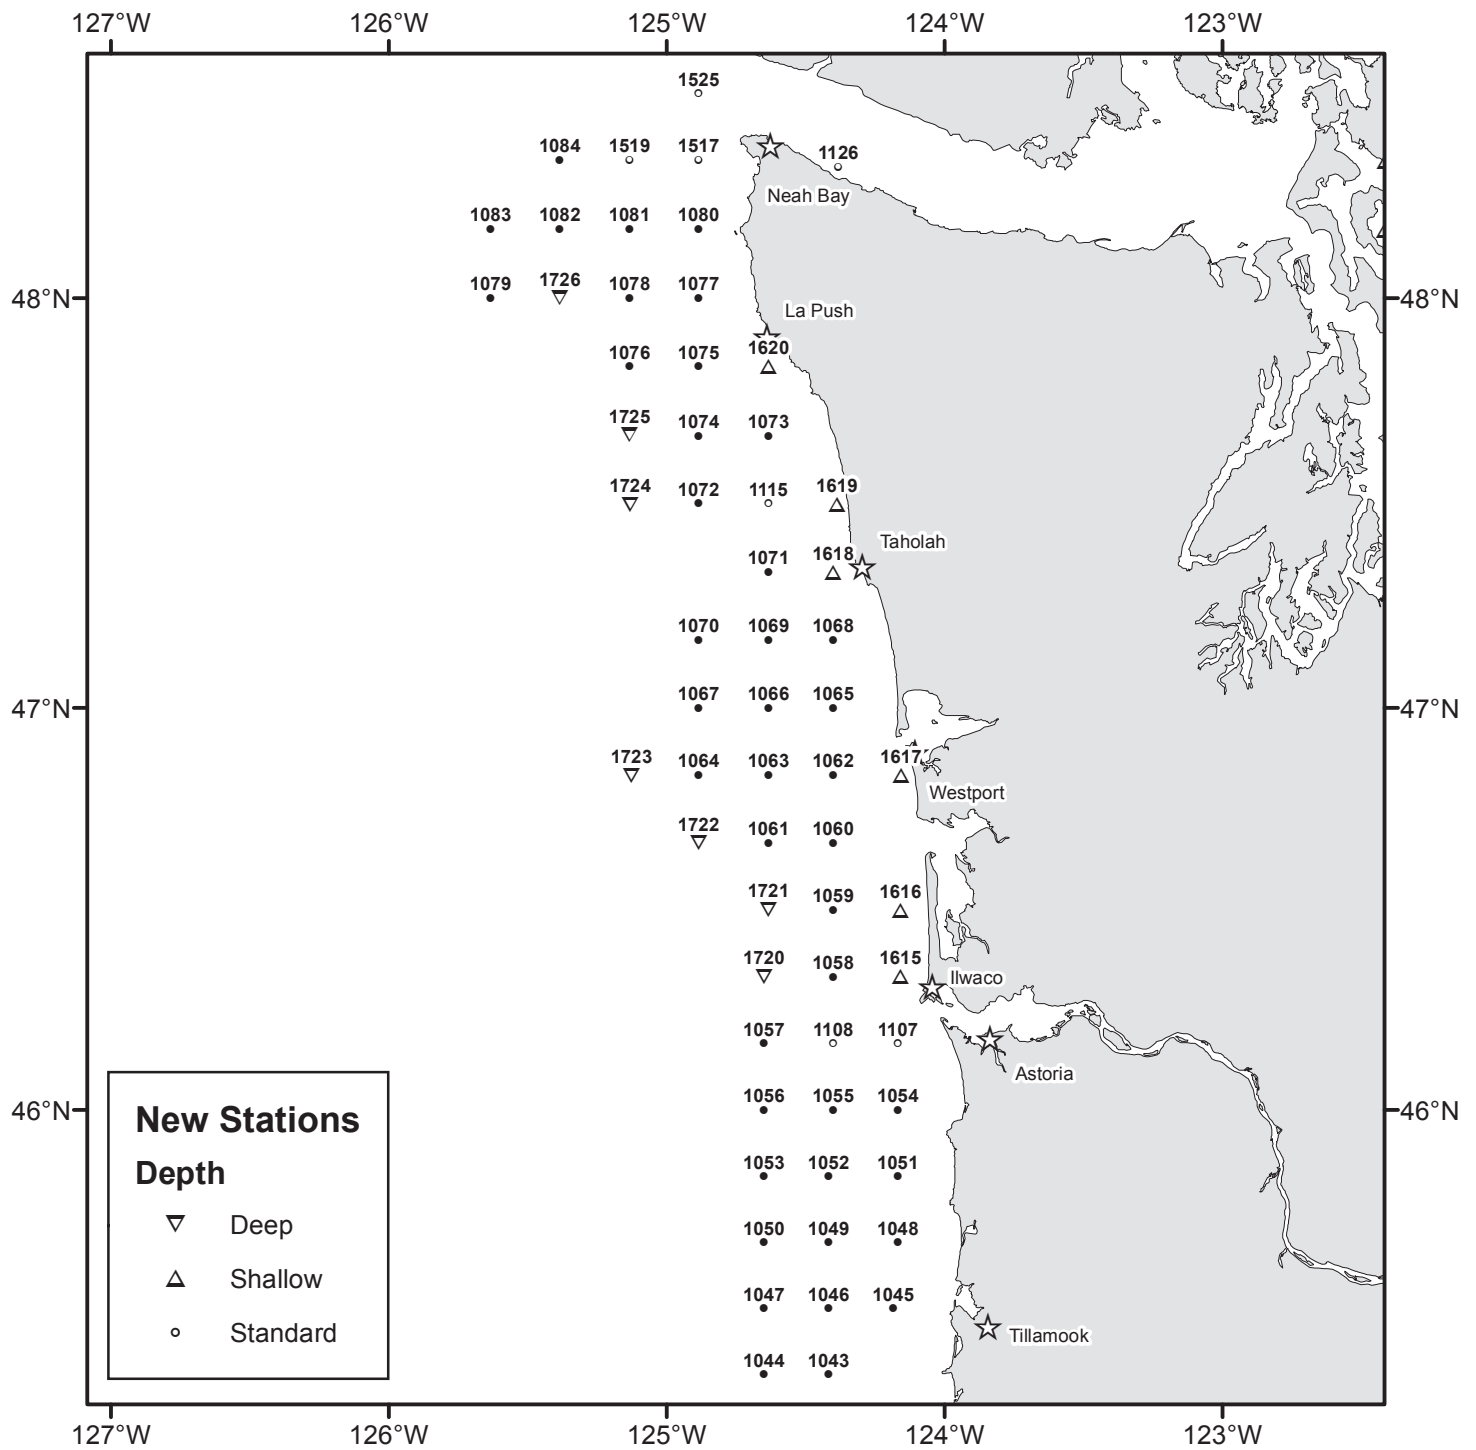 127°W 126°W 125°W 124°W 123°W
1525
1084 1519 1517 1126
Neah Bay
1083 1082 1081 1080
1079 1726 1078 1077
48°N 48°N
La Push
1076 1075 1620
1725 1074 1073
1724 1072 1115 1619
Taholah
1071 1618
1070 1069 1068
1067 1066 1065
47°N 47°N
1723 1064 1063 1062 1617
Westport
1722 1061 1060
1721 1059 1616
1720 1058 1615
Ilwaco
1057 1108 1107
Astoria
1056 1055 1054
46°N 46°N
1053 1052 1051
1050 1049 1048
1047 1046 1045
Tillamook
1044 1043
New Stations
Depth
Deep
Shallow
Standard
127°W 126°W 125°W 124°W 123°W